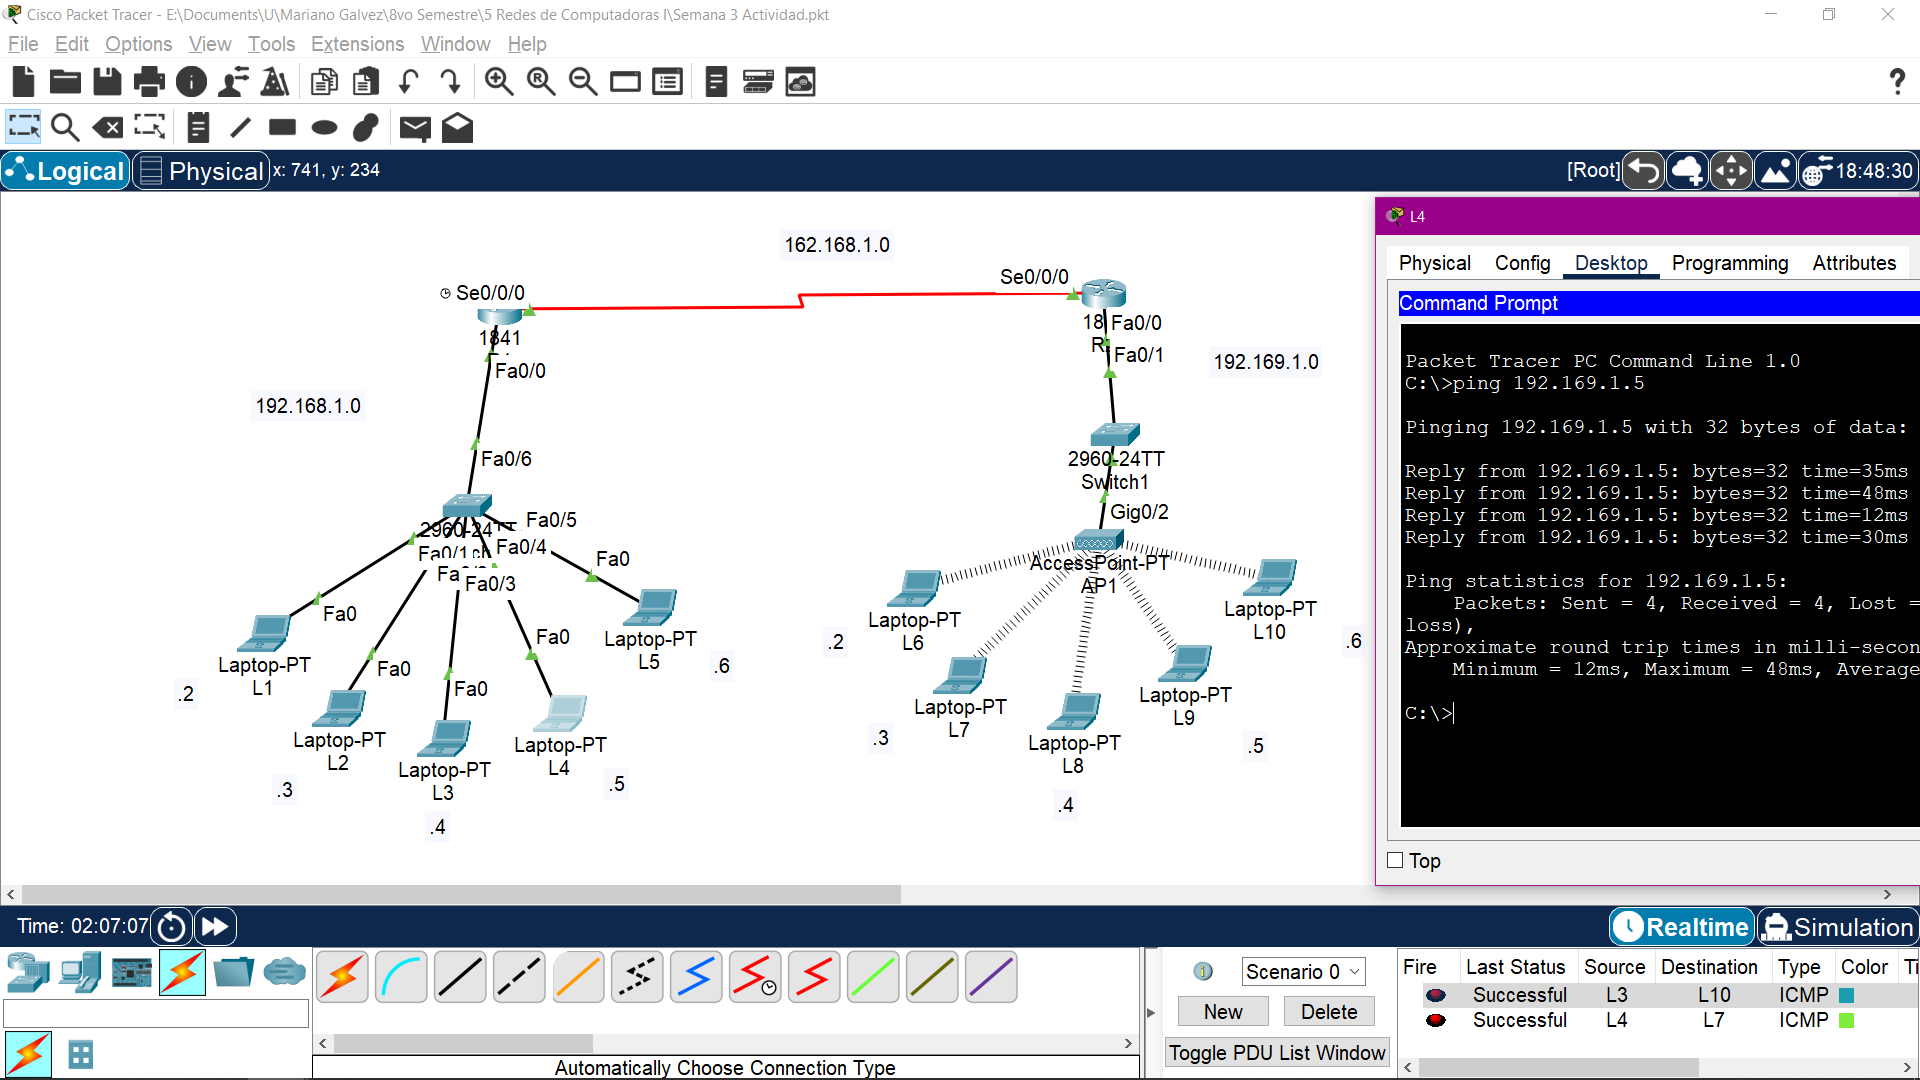 Cisco Packet Tracer - E:\Documents\U\Mariano Galvez\8vo Semestre\5 Redes de Computadoras I\Semana 3 Actividad.pkt
File Edit Options View Tools Extensions Window Help
Logical Physical x: 741, y: 234
[Root] 18:48:30
162.168.1.0
Se0/0/0
Se0/0/0
1841
Fa0/0
18
Fa0/0
Fa0/1
192.169.1.0
192.168.1.0
Fa0/6
2960-24TT
Switch1
Gig0/2
Fa0/5
2960-24TT
Fa0/4
Fa0/1
Fa0/3
Fa0
Fa0
Fa0
Fa0
Fa0
AccessPoint-PT
AP1
Laptop-PT
L1
.2
Laptop-PT
L2
.3
Laptop-PT
L3
.4
Laptop-PT
L4
.5
Laptop-PT
L5
.6
Laptop-PT
L6
.2
Laptop-PT
L7
.3
Laptop-PT
L8
.4
Laptop-PT
L9
.5
Laptop-PT
L10
.6
L4
Physical Config Desktop Programming Attributes
Command Prompt
Packet Tracer PC Command Line 1.0
C:\>ping 192.169.1.5
Pinging 192.169.1.5 with 32 bytes of data:
Reply from 192.169.1.5: bytes=32 time=35ms
Reply from 192.169.1.5: bytes=32 time=48ms
Reply from 192.169.1.5: bytes=32 time=12ms
Reply from 192.169.1.5: bytes=32 time=30ms
Ping statistics for 192.169.1.5:
Packets: Sent = 4, Received = 4, Lost =
loss),
Approximate round trip times in milli-secon
Minimum = 12ms, Maximum = 48ms, Average
C:\>
Top
Time: 02:07:07
Realtime Simulation
Scenario 0
New Delete
Toggle PDU List Window
Automatically Choose Connection Type
Fire Last Status Source Destination Type Color Ti
Successful L3 L10 ICMP
Successful L4 L7 ICMP